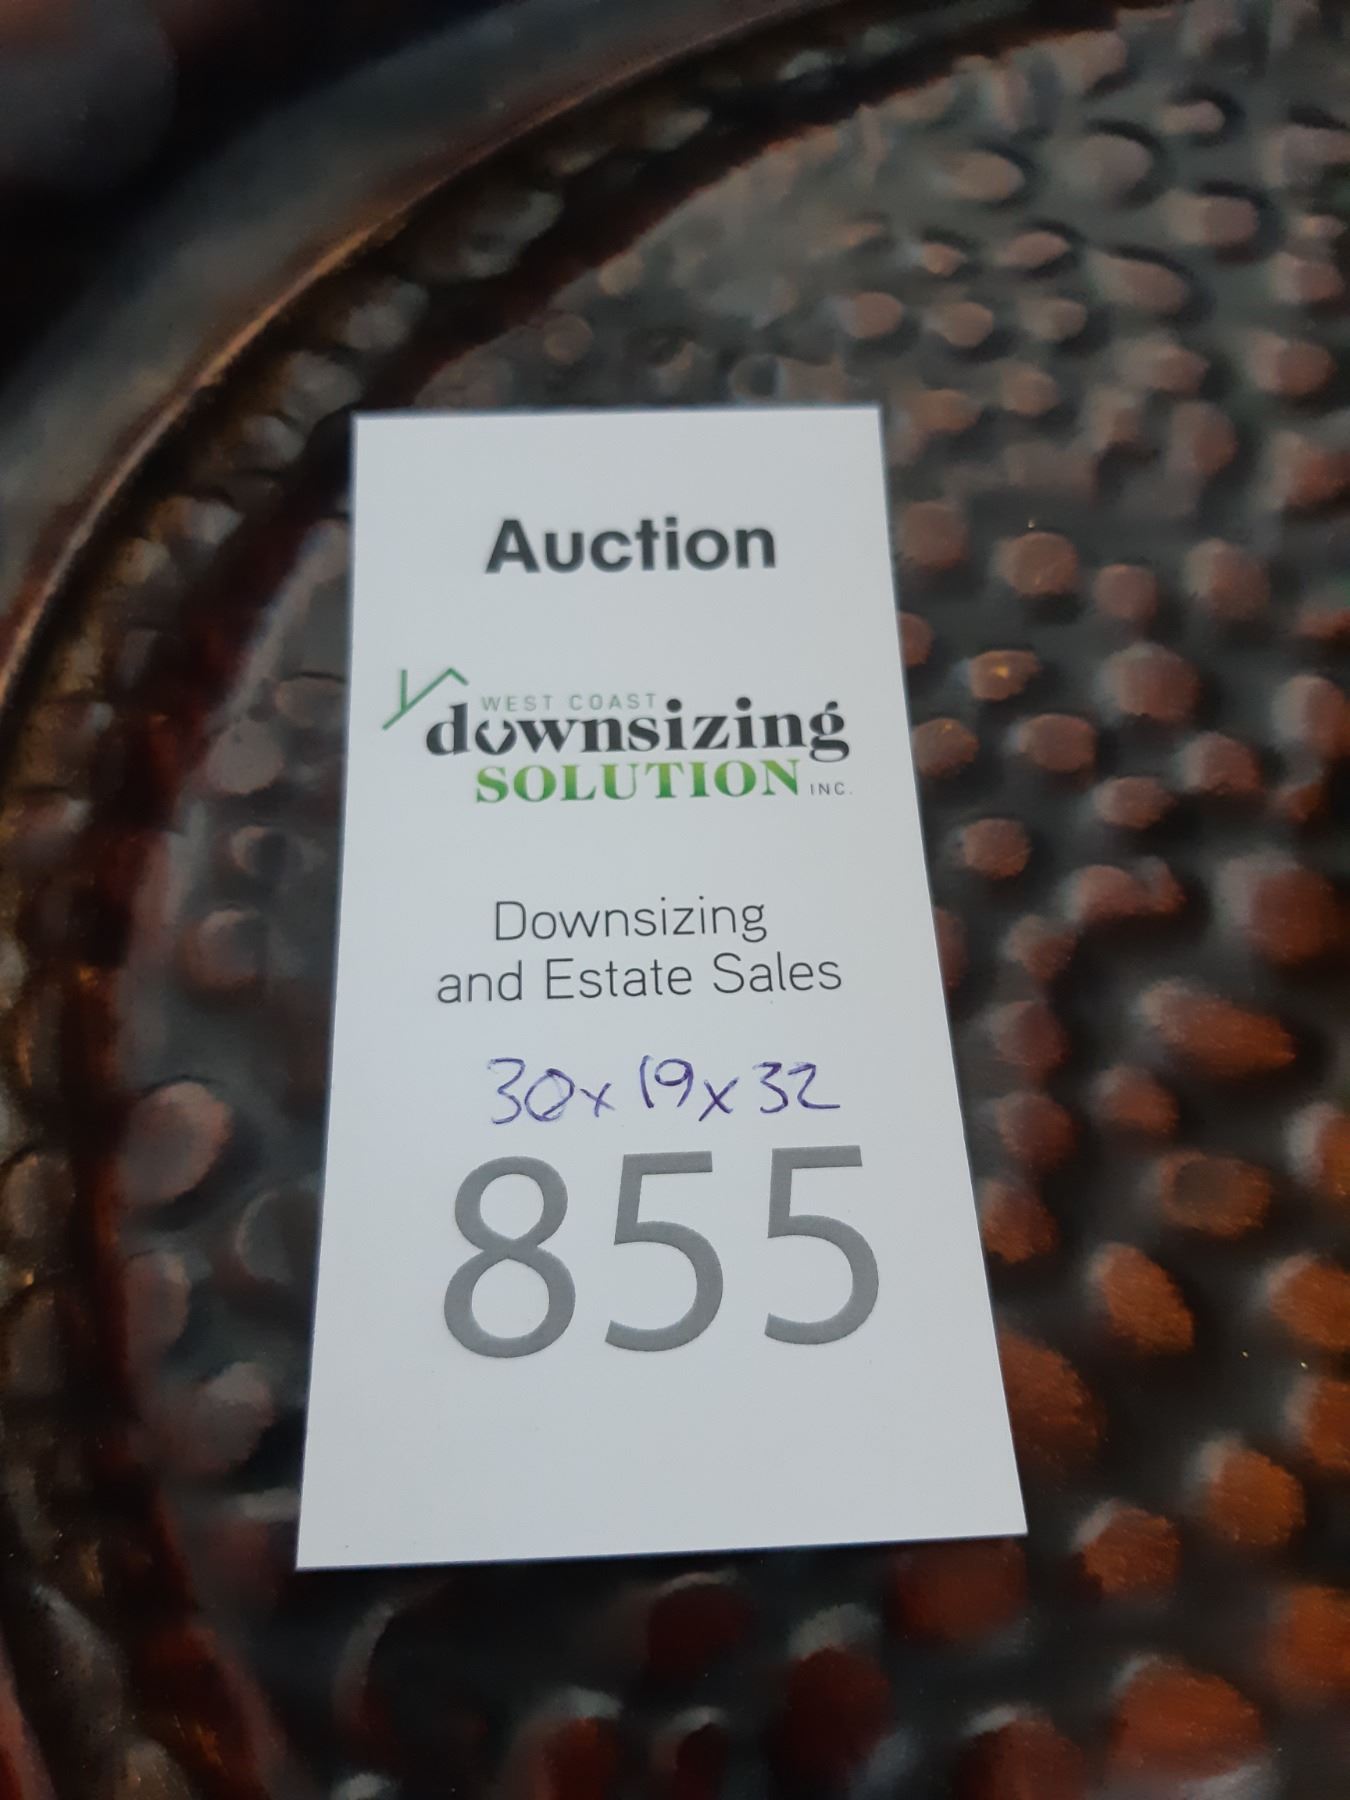 Auction
WEST COAST
downsizing
SOLUTION INC.
Downsizing
and Estate Sales
30x19x32
855